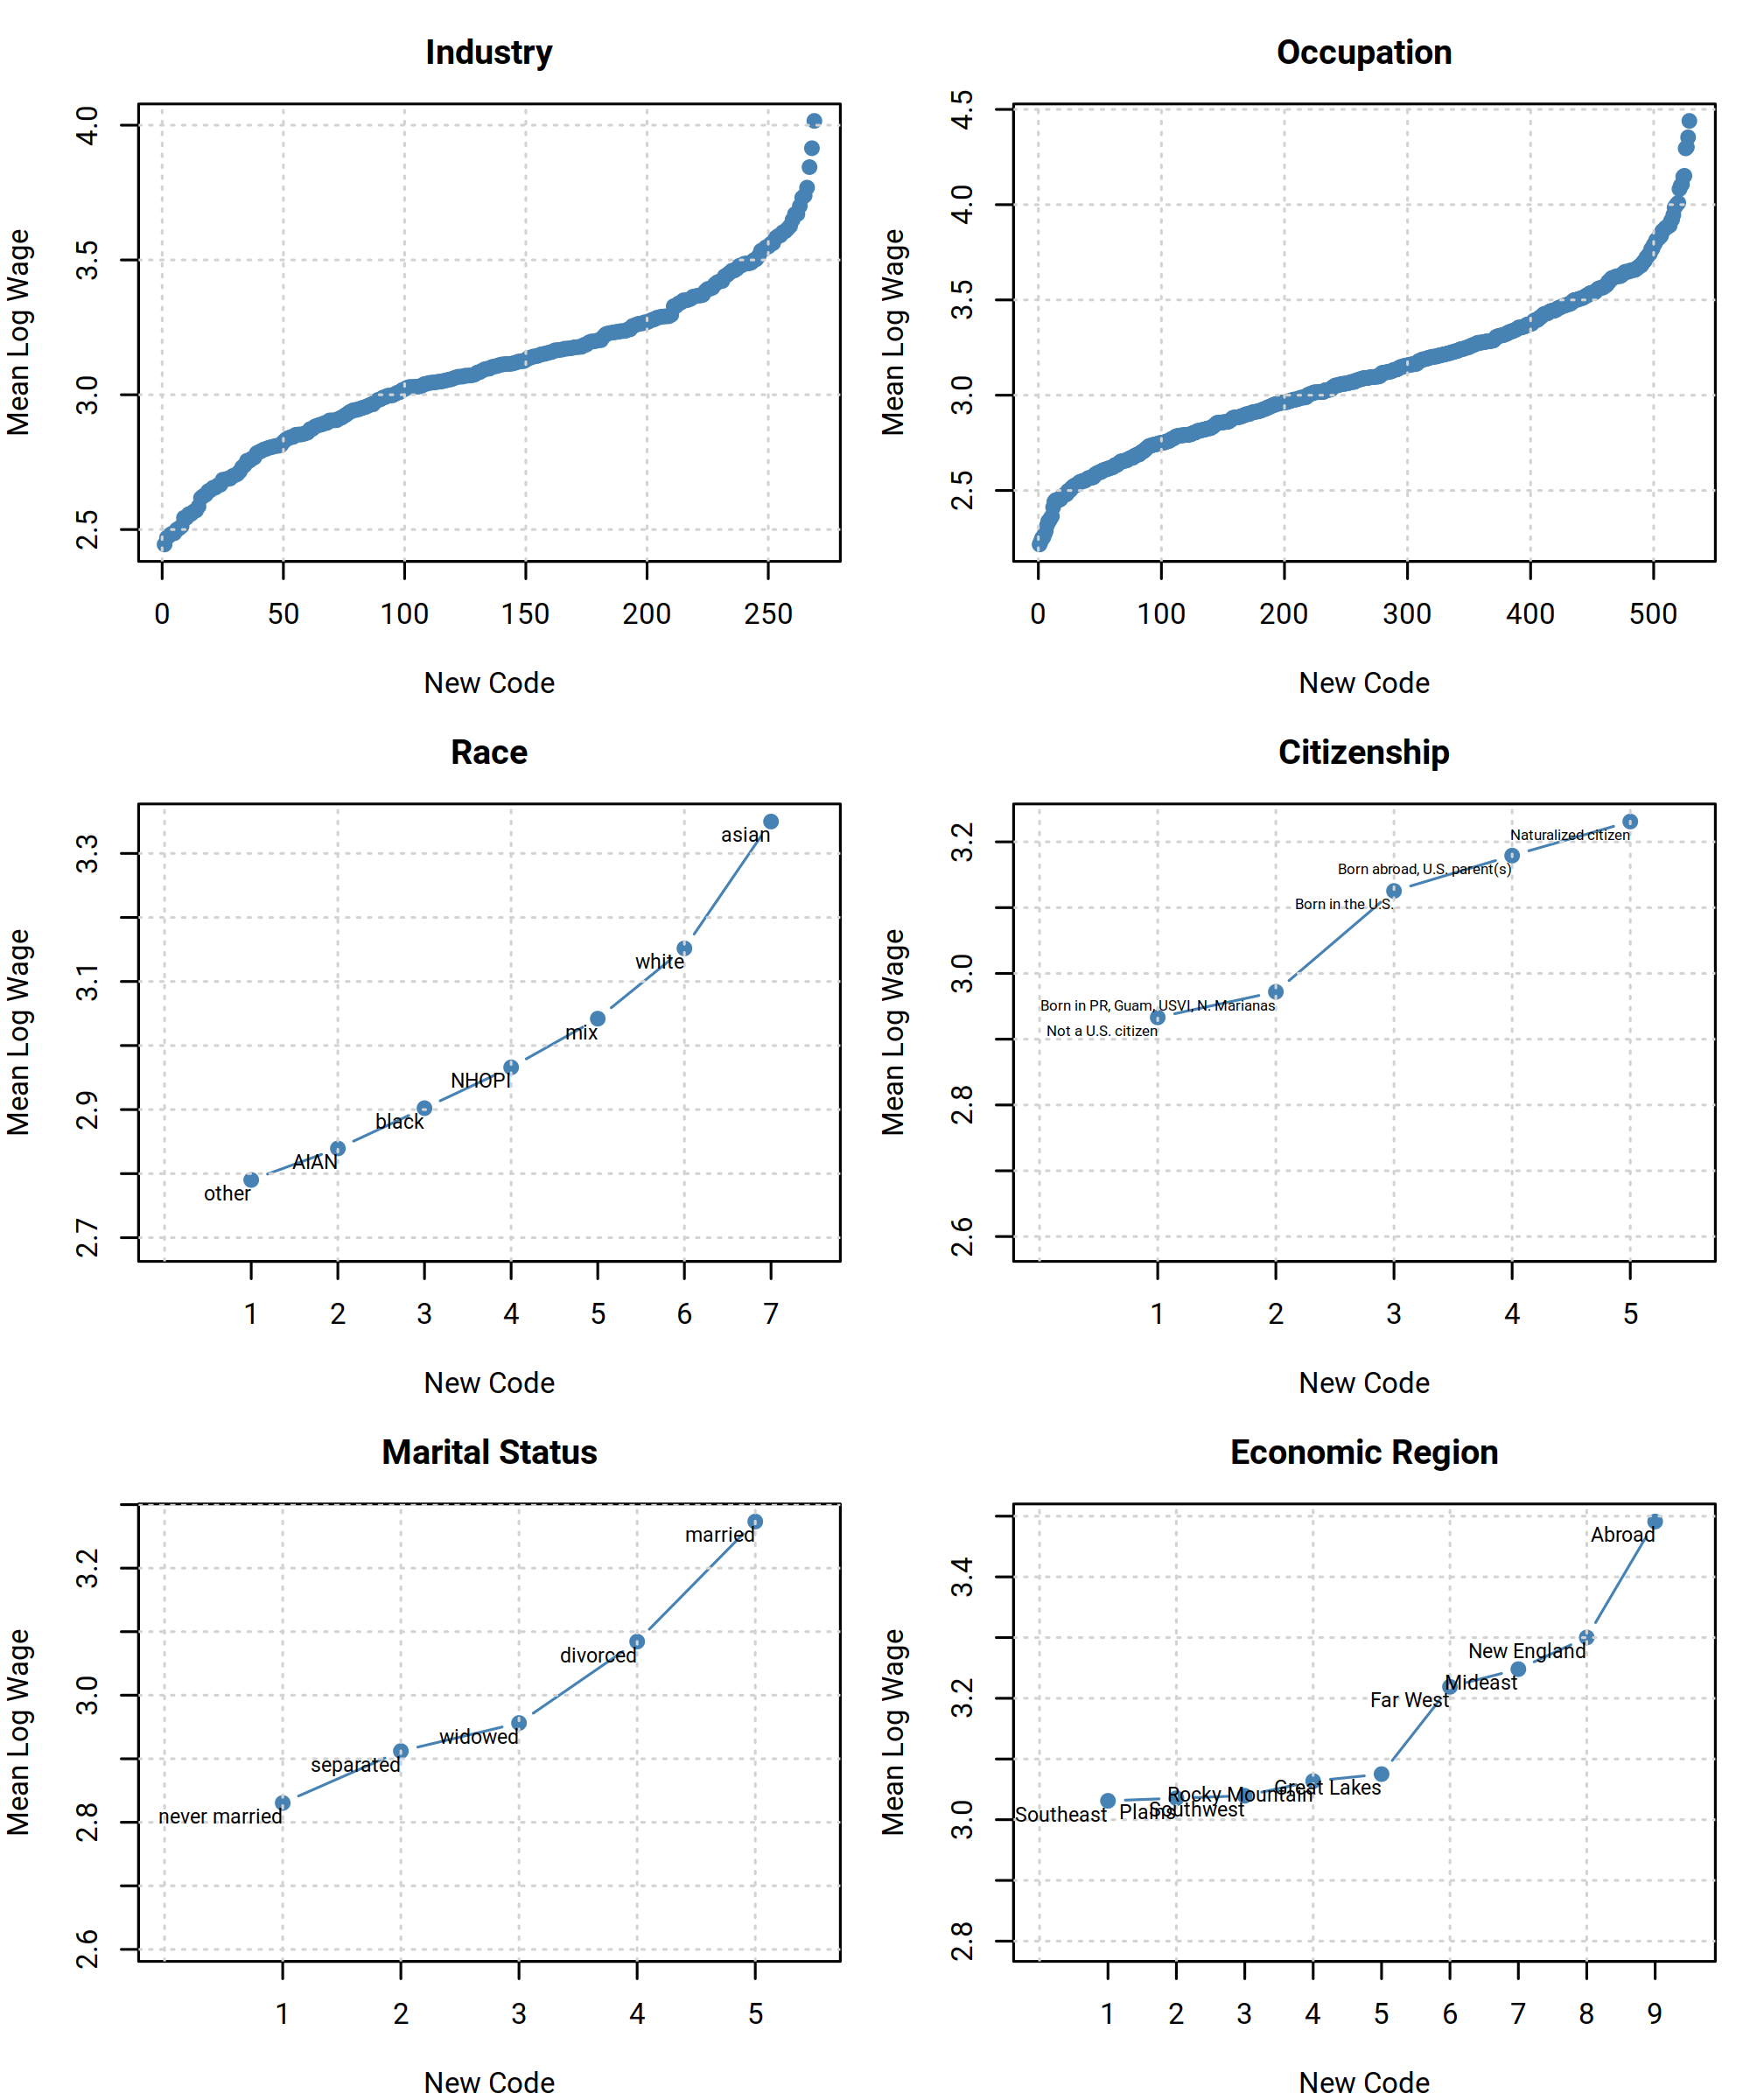 Industry
Mean Log Wage
4.0
3.5
3.0
2.5
0 50 100 150 200 250
New Code
Occupation
Mean Log Wage
4.5
4.0
3.5
3.0
2.5
0 100 200 300 400 500
New Code
Race
Mean Log Wage
3.3
3.1
2.9
2.7
asian
white
mix
NHOPI
black
AIAN
other
1 2 3 4 5 6 7
New Code
Citizenship
Mean Log Wage
3.2
3.0
2.8
2.6
Naturalized citizen
Born abroad, U.S. parent(s)
Born in the U.S.
Born in PR, Guam, USVI, N. Marianas
Not a U.S. citizen
1 2 3 4 5
New Code
Marital Status
Mean Log Wage
3.2
3.0
2.8
2.6
married
divorced
widowed
separated
never married
1 2 3 4 5
New Code
Economic Region
Mean Log Wage
3.4
3.2
3.0
2.8
Abroad
New England
Mideast
Far West
Great Lakes
Rocky Mountain
Southwest
Plains
Southeast
1 2 3 4 5 6 7 8 9
New Code